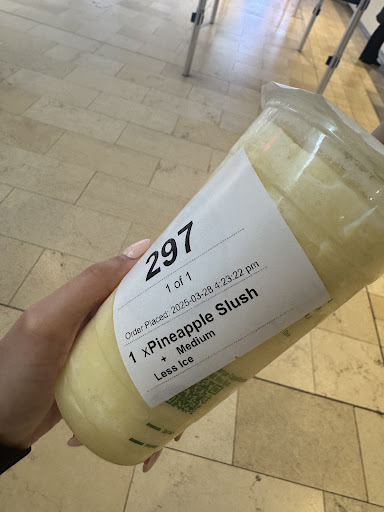 297
1 of 1
Order Placed: 2025-03-28 4:23:22 pm
1 xPineapple Slush
+ Medium
Less Ice